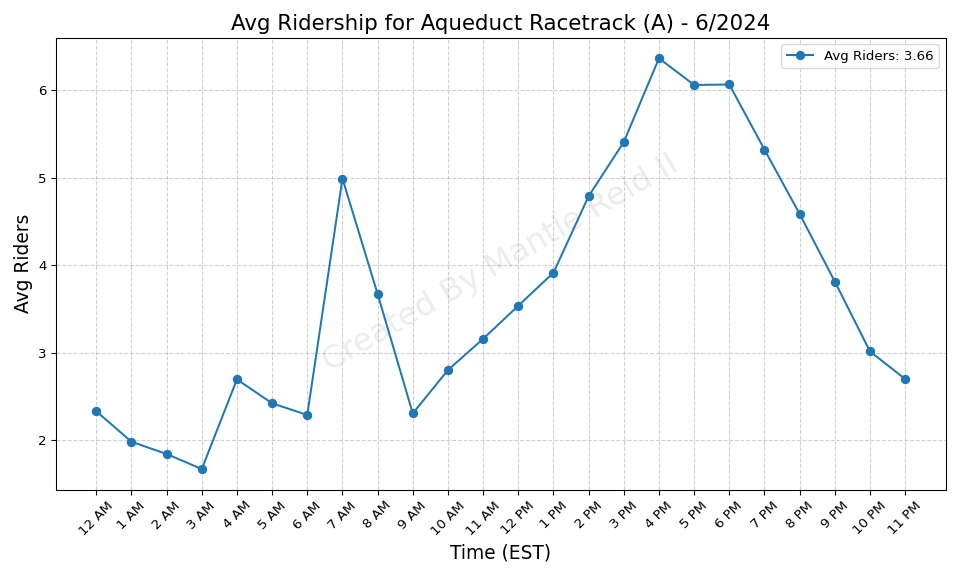 Avg Ridership for Aqueduct Racetrack (A) - 6/2024
Avg Riders: 3.66
6
5
4
3
2
Avg Riders
Created By Mantie Reid II
12 AM
1 AM
2 AM
3 AM
4 AM
5 AM
6 AM
7 AM
8 AM
9 AM
10 AM
11 AM
12 PM
1 PM
2 PM
3 PM
4 PM
5 PM
6 PM
7 PM
8 PM
9 PM
10 PM
11 PM
Time (EST)